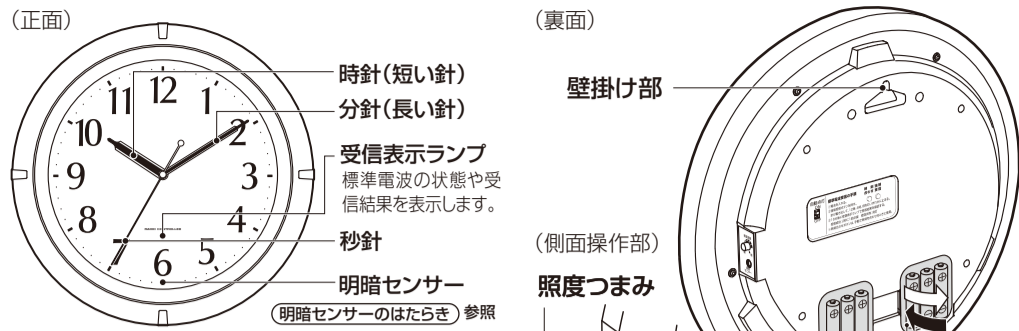 （正面）
12
11
1
10
2
9
3
8
4
5
6
時針（短い針）
分針（長い針）
受信表示ランプ
標準電波の状態や受
信結果を表示します。
秒針
明暗センサー
明暗センサーのはたらき 参照
（裏面）
壁掛け部
（側面操作部）
照度つまみ